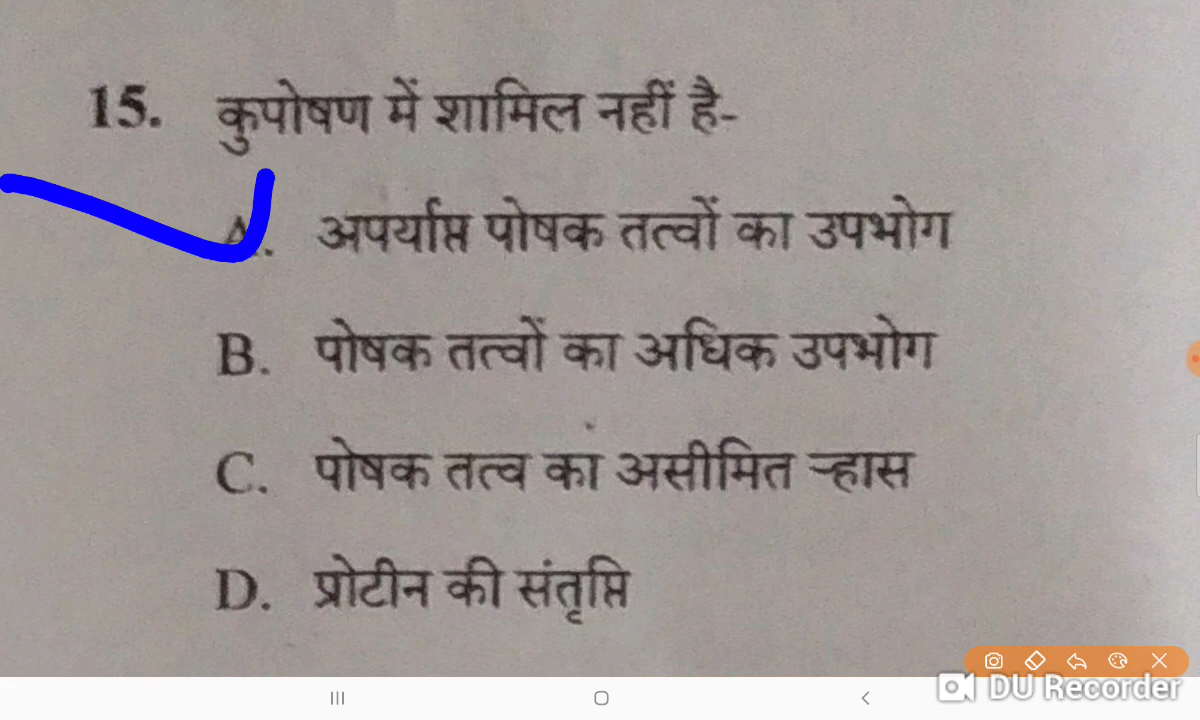 15. कुपोषण में शामिल नहीं है-
A. अपर्याप्त पोषक तत्वों का उपभोग
B. पोषक तत्वों का अधिक उपभोग
C. पोषक तत्व का असीमित ऱ्हास
D. प्रोटीन की संतृप्ति
DU Recorder